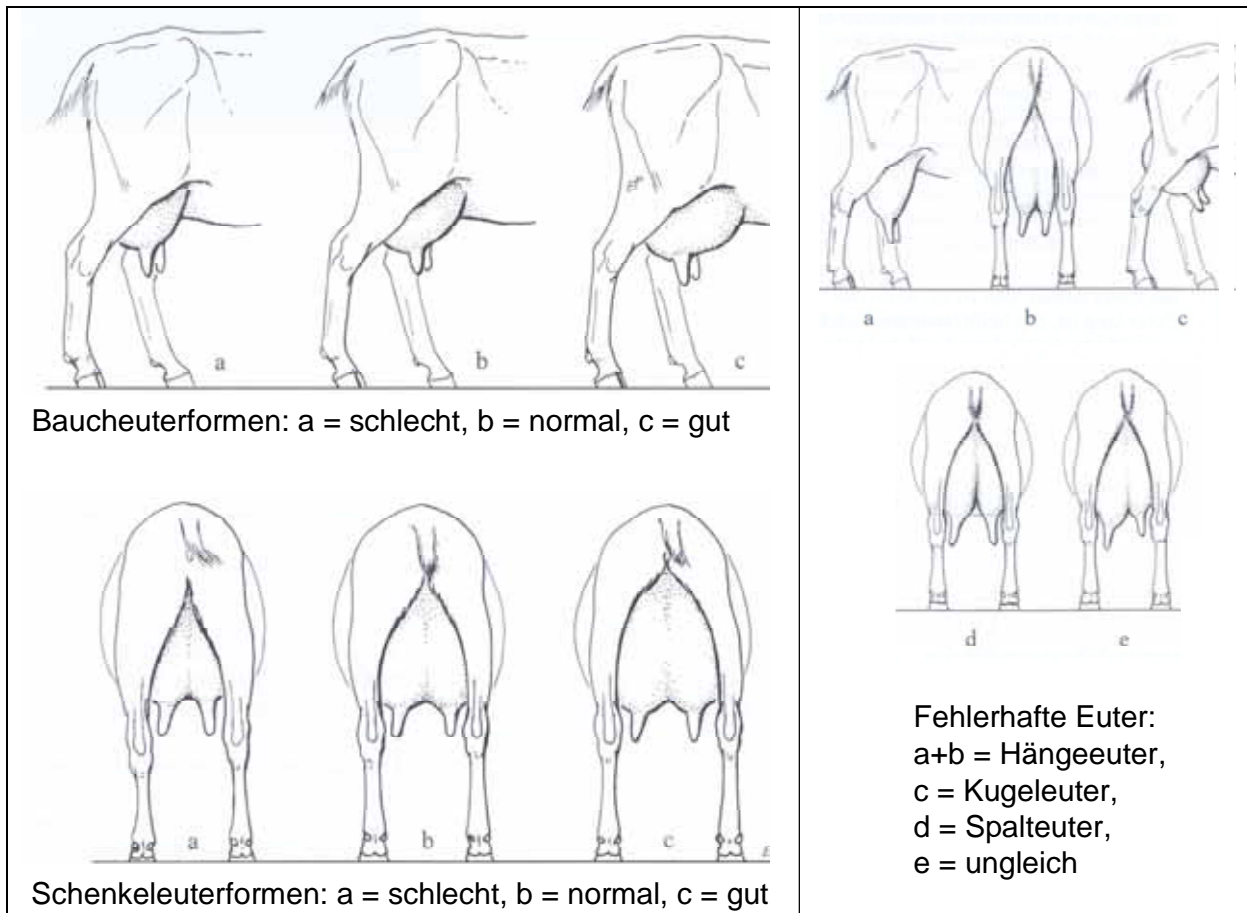 a b c
Baucheuterformen: a = schlecht, b = normal, c = gut
a b c
Schenkeleuterformen: a = schlecht, b = normal, c = gut
a b c
d e
Fehlerhafte Euter:
a+b = Hängeeuter,
c = Kugeleuter,
d = Spalteuter,
e = ungleich